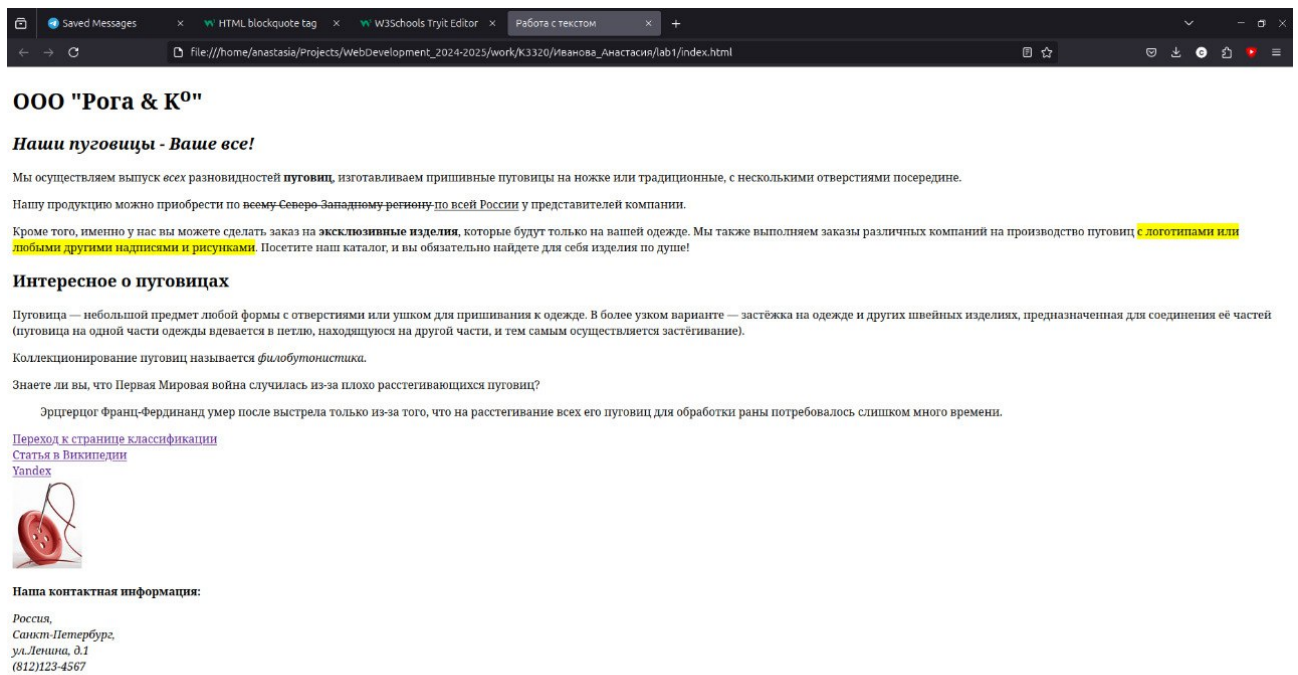 Saved Messages
HTML blockquote tag
W3Schools Tryit Editor
Работа с текстом
file:///home/anastasia/Projects/WebDevelopment_2024-2025/work/K3320/Иванова_Анастасия/lab1/index.html
ООО "Рога & Kº"
Наши пуговицы - Ваше все!
Мы осуществляем выпуск всех разновидностей пуговиц, изготавливаем пришивные пуговицы на ножке или традиционные, с несколькими отверстиями посередине.
Нашу продукцию можно приобрести по всему Северо-Западному региону по всей России у представителей компании.
Кроме того, именно у нас вы можете сделать заказ на эксклюзивные изделия, которые будут только на вашей одежде. Мы также выполняем заказы различных компаний на производство пуговиц с логотипами или
любыми другими надписями и рисунками. Посетите наш каталог, и вы обязательно найдете для себя изделия по душе!
Интересное о пуговицах
Пуговица — небольшой предмет любой формы с отверстиями или ушком для пришивания к одежде. В более узком варианте — застёжка на одежде и других швейных изделиях, предназначенная для соединения её частей
(пуговица на одной части одежды вдевается в петлю, находящуюся на другой части, и тем самым осуществляется застёгивание).
Коллекционирование пуговиц называется филобутонистика.
Знаете ли вы, что Первая Мировая война случилась из-за плохо расстегивающихся пуговиц?
Эрцгерцог Франц-Фердинанд умер после выстрела только из-за того, что на расстегивание всех его пуговиц для обработки раны потребовалось слишком много времени.
Переход к странице классификации
Статья в Википедии
Yandex
Наша контактная информация:
Россия,
Санкт-Петербург,
ул.Ленина, д.1
(812)123-4567